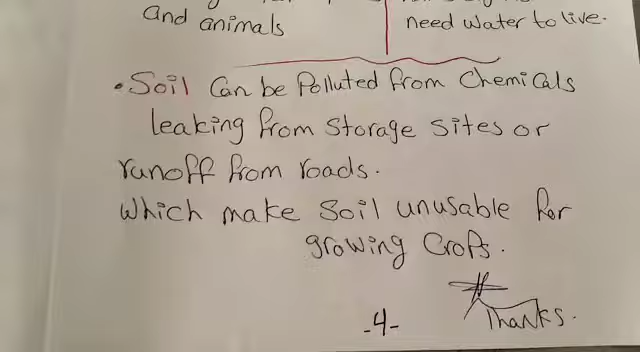 and animals
need water to live.
• Soil Can be Polluted from Chemicals
leaking from storage sites or
runoff from roads.
Which make soil unusable for
growing Crops.
Thanks.
-4-